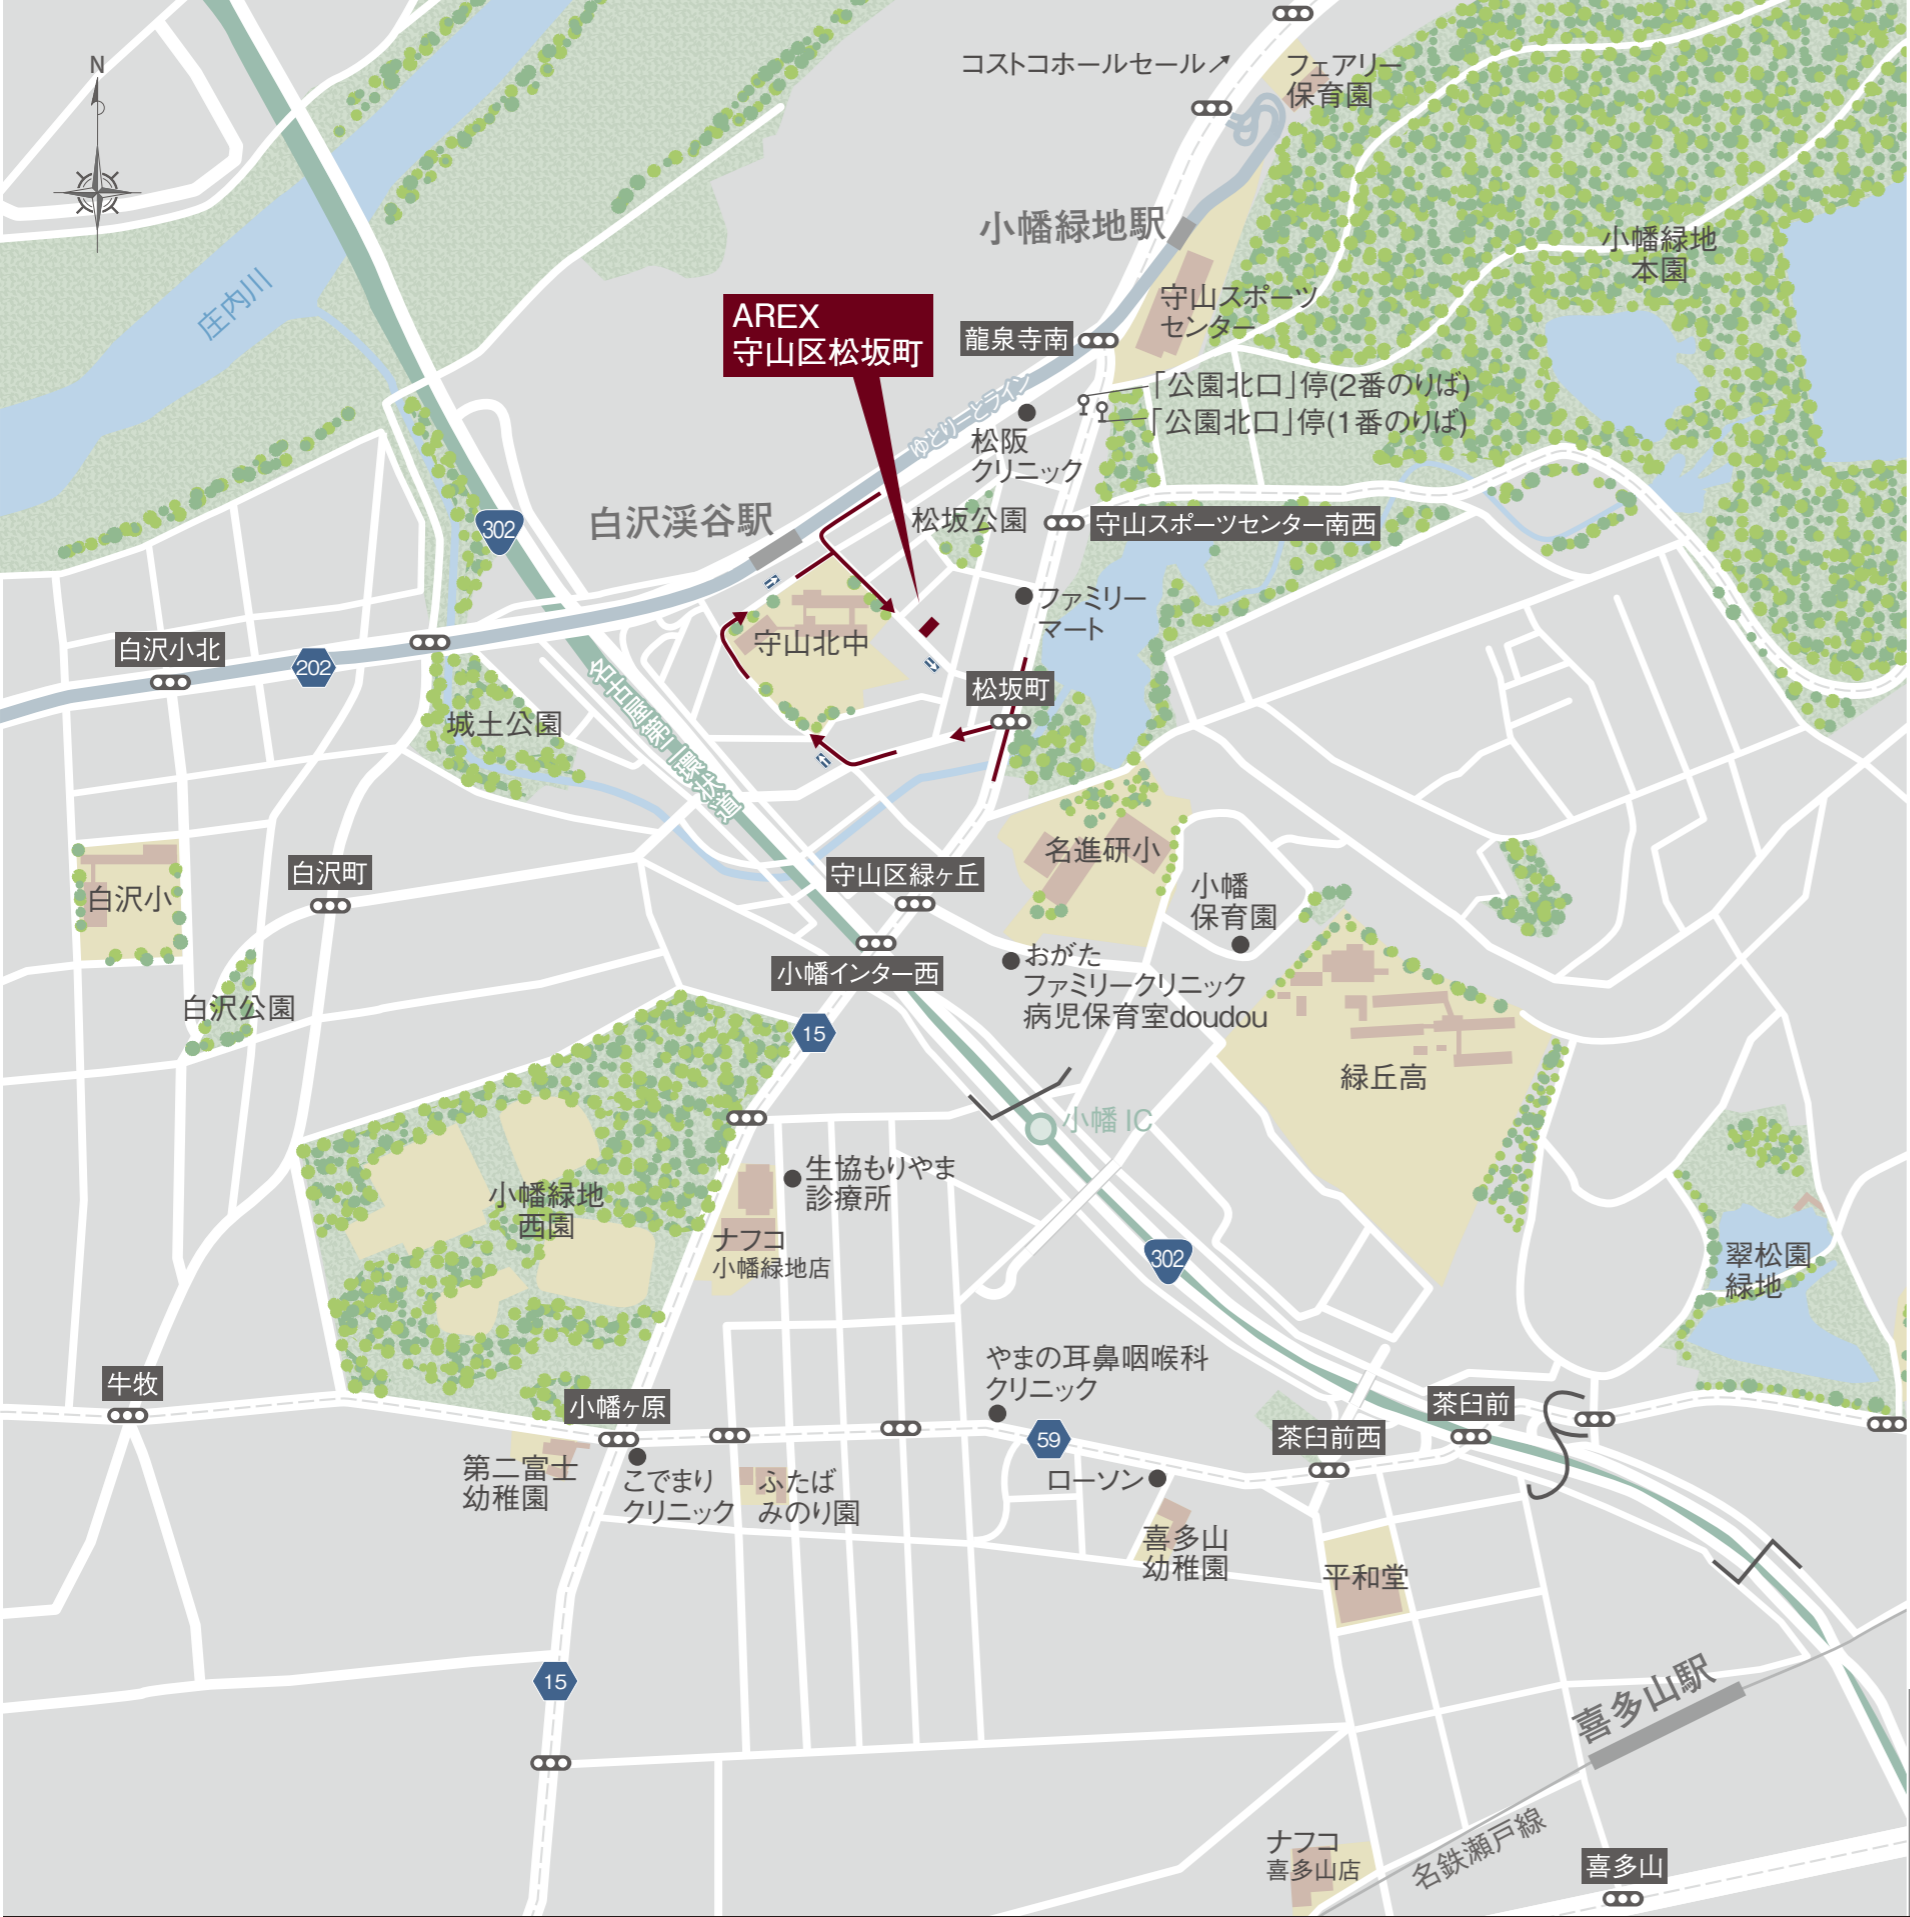 N
コストコホールセール↗
フェアリー
保育園
小幡緑地駅
小幡緑地
本園
庄内川
守山スポーツ
センター
AREX
守山区松坂町
龍泉寺南
ゆとりーとライン
「公園北口」停(2番のりば)
「公園北口」停(1番のりば)
松阪
クリニック
302
白沢渓谷駅
松坂公園
守山スポーツセンター南西
ファミリー
マート
白沢小北
202
守山北中
松坂町
城土公園
名古屋第二環状道
名進研小
白沢小
白沢町
守山区緑ヶ丘
小幡
保育園
小幡インター西
おがた
ファミリークリニック
病児保育室doudou
白沢公園
15
緑丘高
小幡 IC
生協もりやま
診療所
小幡緑地
西園
ナフコ
小幡緑地店
302
翠松園
緑地
やまの耳鼻咽喉科
クリニック
牛牧
小幡ヶ原
59
茶臼前西
茶臼前
第二富士
幼稚園
こでまり
クリニック
ふたば
みのり園
ローソン
喜多山
幼稚園
平和堂
15
喜多山駅
名鉄瀬戸線
ナフコ
喜多山店
喜多山